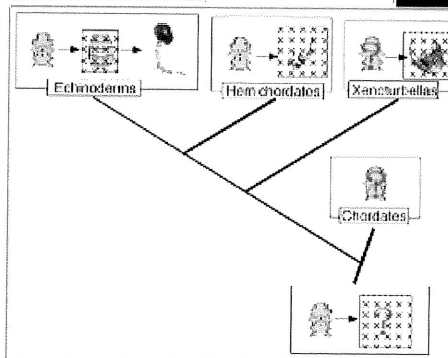 Echinoderms
Hemichordates
Xenoturbellas
Chordates
?